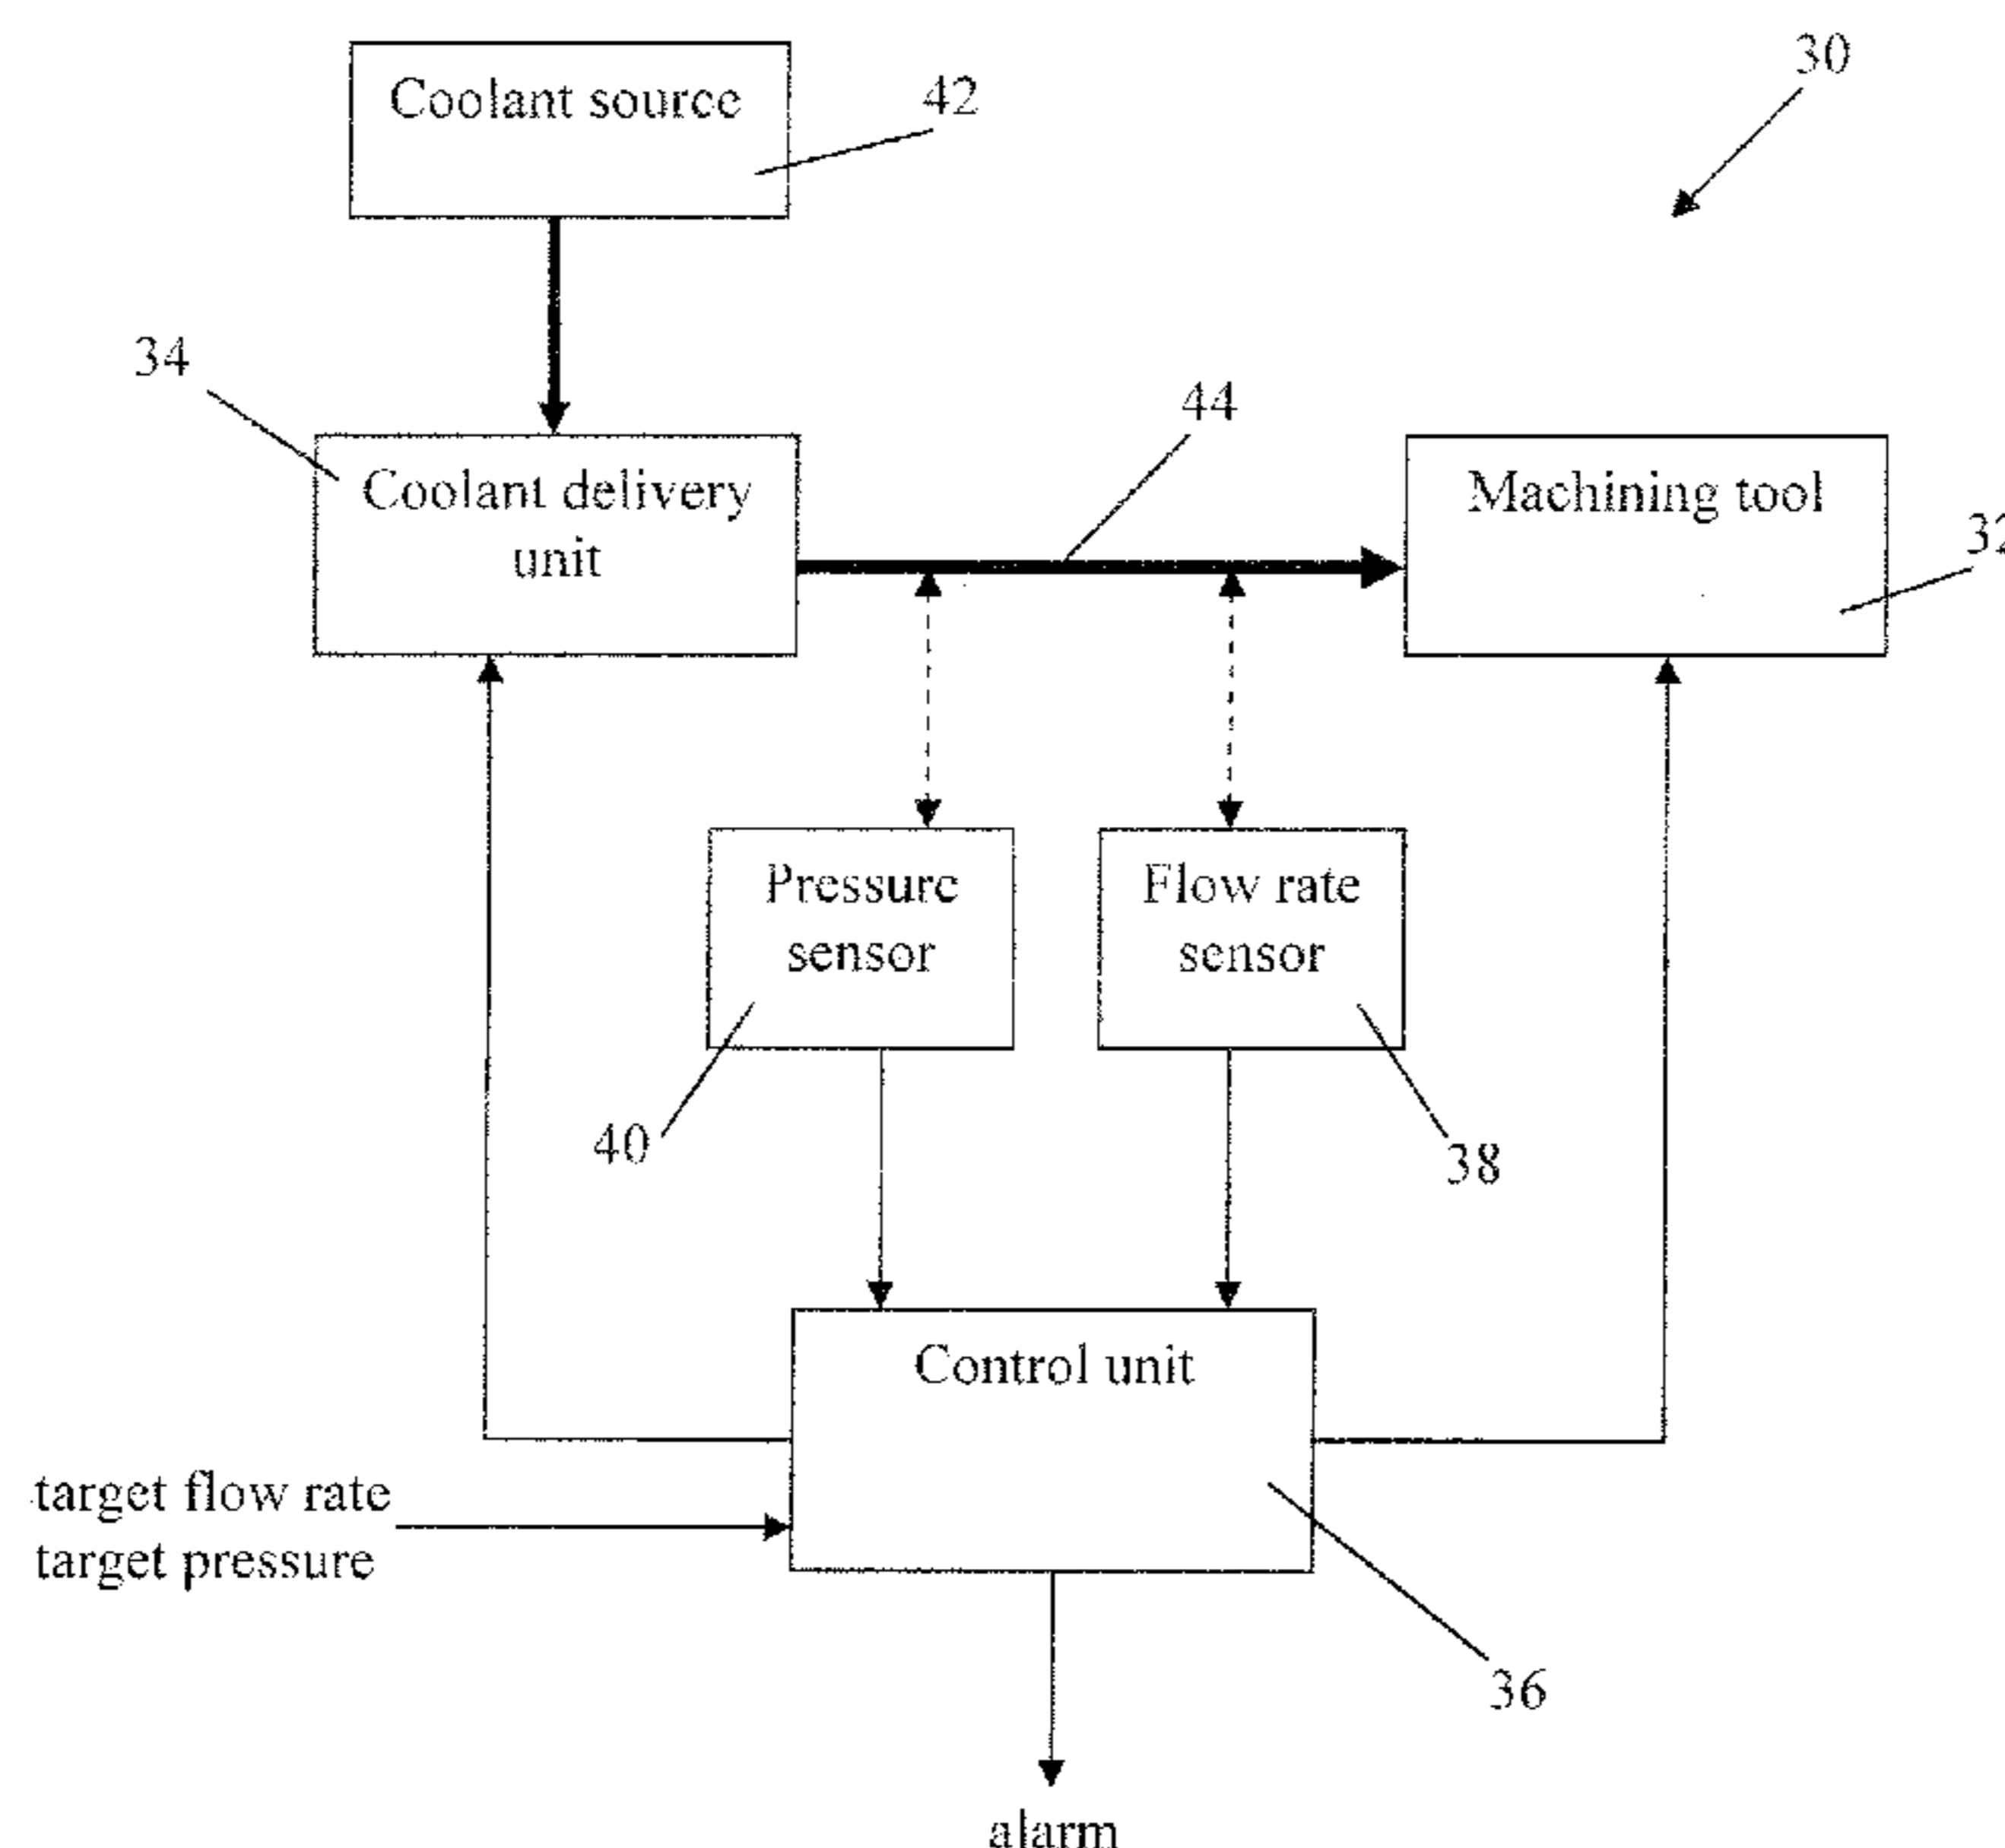 30
Coolant source
42
34
44
Coolant delivery
unit
Machining tool
32
Pressure
sensor
Flow rate
sensor
40
38
Control unit
target flow rate
target pressure
36
alarm